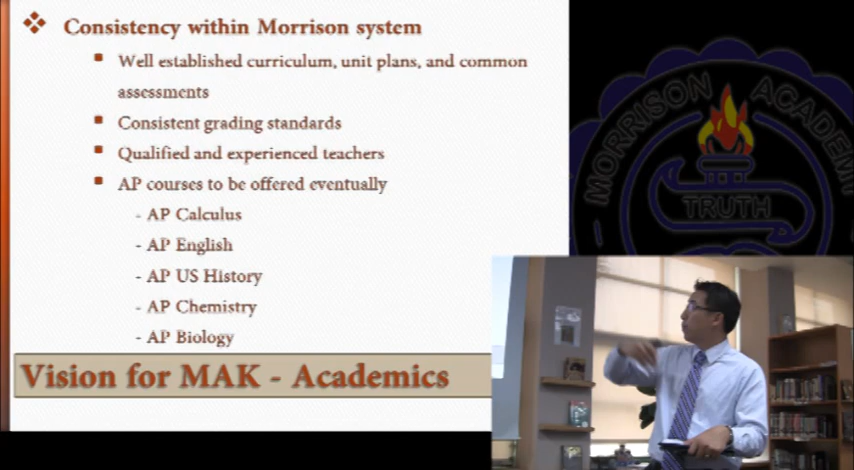 Consistency within Morrison system
Well established curriculum, unit plans, and common
assessments
Consistent grading standards
Qualified and experienced teachers
AP courses to be offered eventually
- AP Calculus
- AP English
- AP US History
- AP Chemistry
- AP Biology
Vision for MAK - Academics
MORRISON ACADEMY
TRUTH